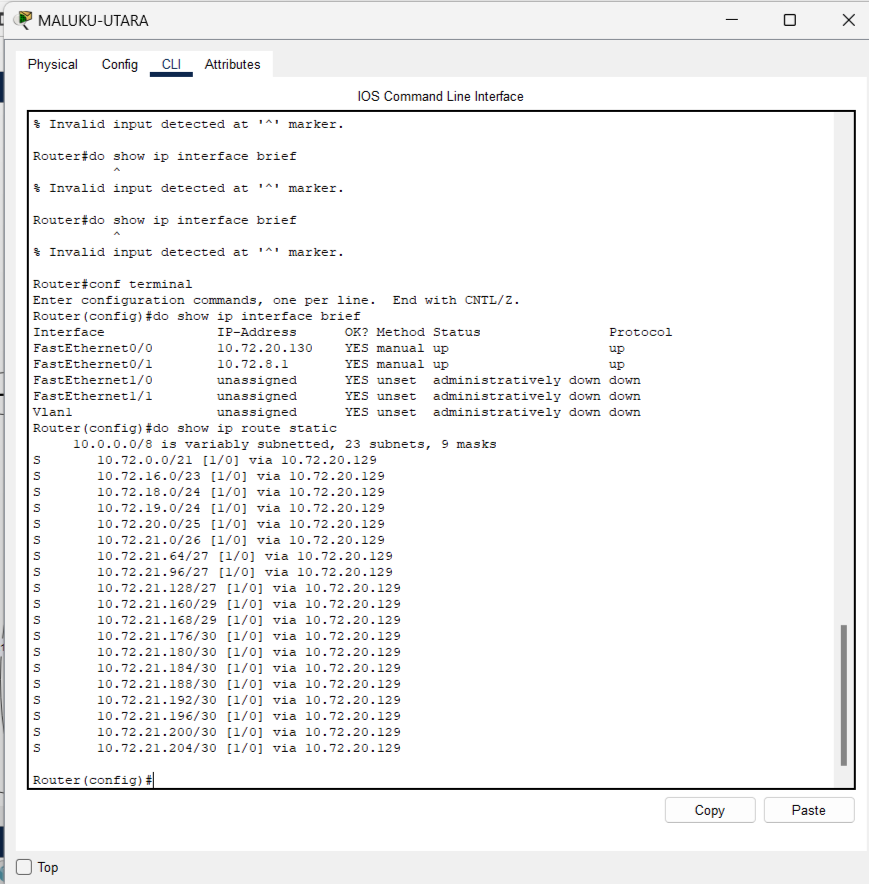 MALUKU-UTARA
Physical Config CLI Attributes
IOS Command Line Interface
% Invalid input detected at '^' marker.
Router#do show ip interface brief
^
% Invalid input detected at '^' marker.
Router#do show ip interface brief
^
% Invalid input detected at '^' marker.
Router#conf terminal
Enter configuration commands, one per line.  End with CNTL/Z.
Router(config)#do show ip interface brief
Interface              IP-Address      OK? Method Status                Protocol
FastEthernet0/0        10.72.20.130    YES manual up                    up
FastEthernet0/1        10.72.8.1       YES manual up                    up
FastEthernet1/0        unassigned      YES unset  administratively down down
FastEthernet1/1        unassigned      YES unset  administratively down down
Vlan1                  unassigned      YES unset  administratively down down
Router(config)#do show ip route static
     10.0.0.0/8 is variably subnetted, 23 subnets, 9 masks
S       10.72.0.0/21 [1/0] via 10.72.20.129
S       10.72.16.0/23 [1/0] via 10.72.20.129
S       10.72.18.0/24 [1/0] via 10.72.20.129
S       10.72.19.0/24 [1/0] via 10.72.20.129
S       10.72.20.0/25 [1/0] via 10.72.20.129
S       10.72.21.0/26 [1/0] via 10.72.20.129
S       10.72.21.64/27 [1/0] via 10.72.20.129
S       10.72.21.96/27 [1/0] via 10.72.20.129
S       10.72.21.128/27 [1/0] via 10.72.20.129
S       10.72.21.160/29 [1/0] via 10.72.20.129
S       10.72.21.168/29 [1/0] via 10.72.20.129
S       10.72.21.176/30 [1/0] via 10.72.20.129
S       10.72.21.180/30 [1/0] via 10.72.20.129
S       10.72.21.184/30 [1/0] via 10.72.20.129
S       10.72.21.188/30 [1/0] via 10.72.20.129
S       10.72.21.192/30 [1/0] via 10.72.20.129
S       10.72.21.196/30 [1/0] via 10.72.20.129
S       10.72.21.200/30 [1/0] via 10.72.20.129
S       10.72.21.204/30 [1/0] via 10.72.20.129
Router(config)#
Copy Paste
Top